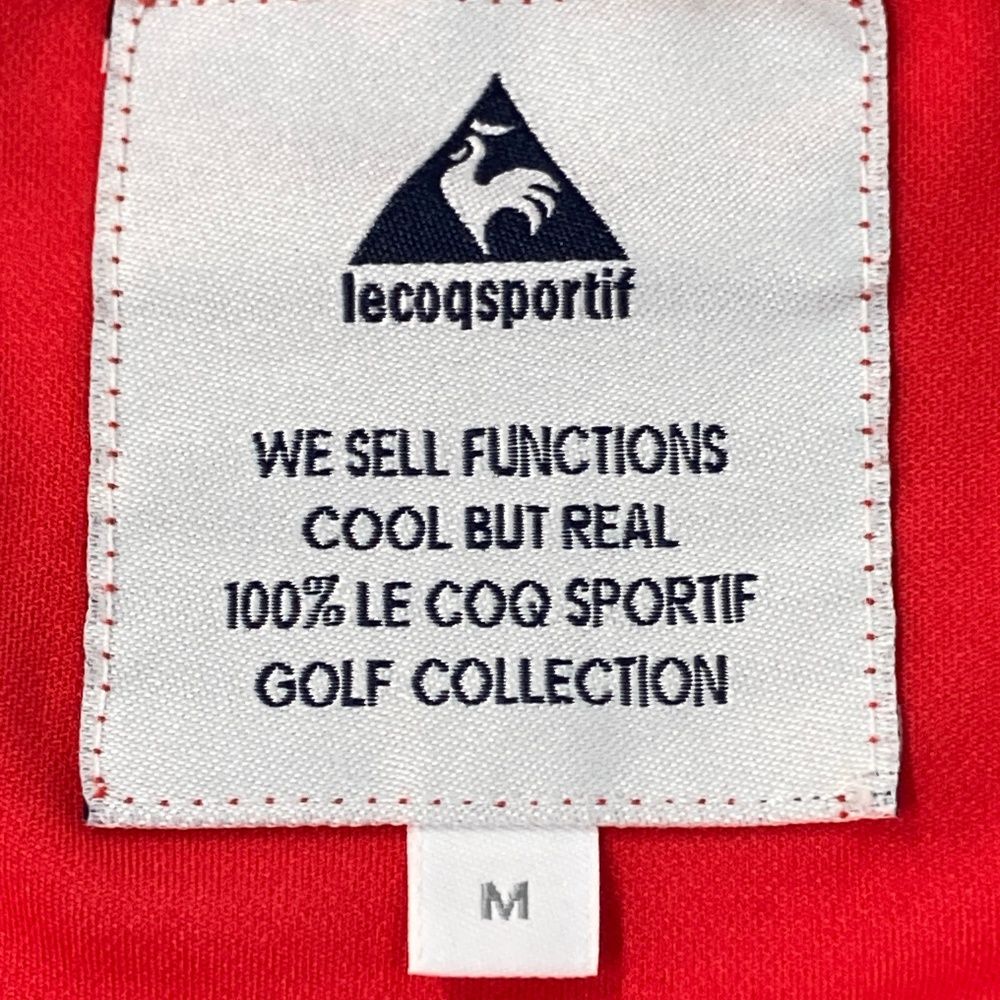 lecoqsportif
WE SELL FUNCTIONS
COOL BUT REAL
100% LE COQ SPORTIF
GOLF COLLECTION
M